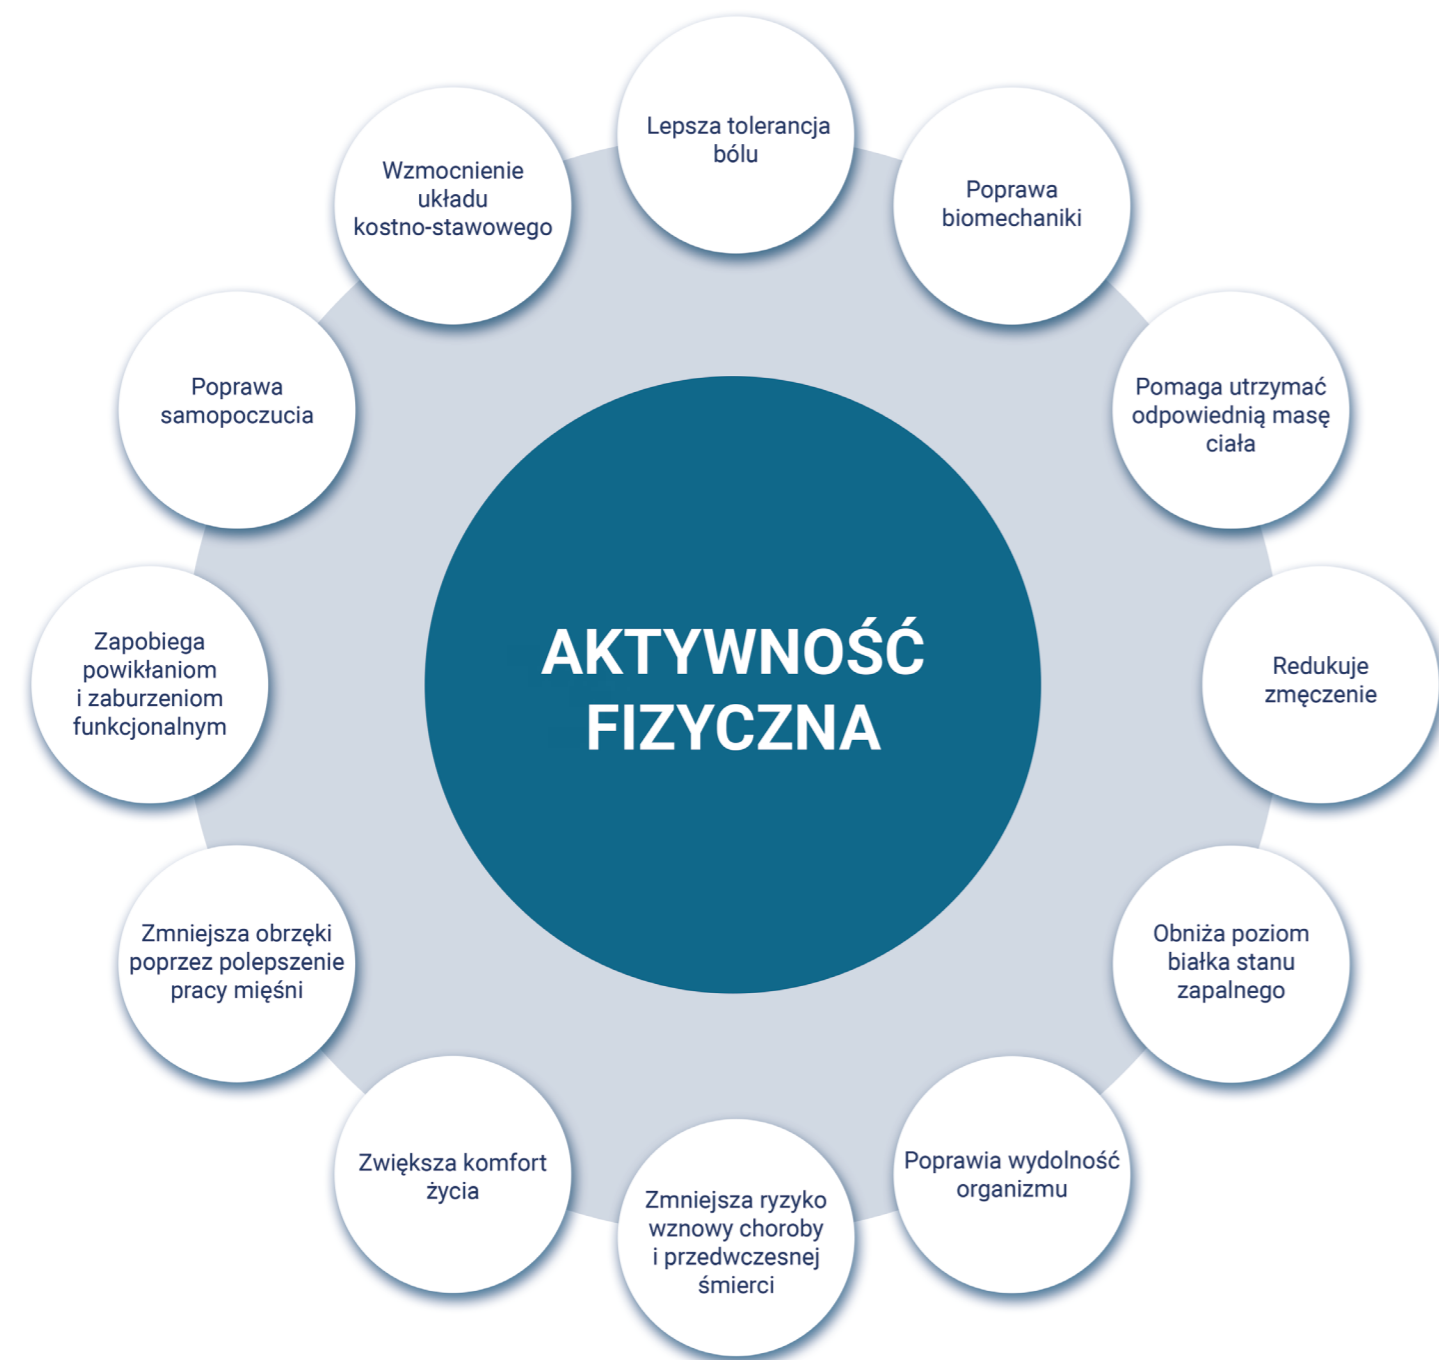 Lepsza tolerancja
bólu
Poprawa
biomechaniki
Pomaga utrzymać
odpowiednią masę
ciała
Redukuje
zmęczenie
Obniża poziom
białka stanu
zapalnego
Poprawia wydolność
organizmu
Zmniejsza ryzyko
wznowy choroby
i przedwczesnej
śmierci
Zwiększa komfort
życia
Zmniejsza obrzęki
poprzez polepszenie
pracy mięśni
Zapobiega
powikłaniom
i zaburzeniom
funkcjonalnym
Poprawa
samopoczucia
Wzmocnienie
układu
kostno-stawowego
AKTYWNOŚĆ
FIZYCZNA